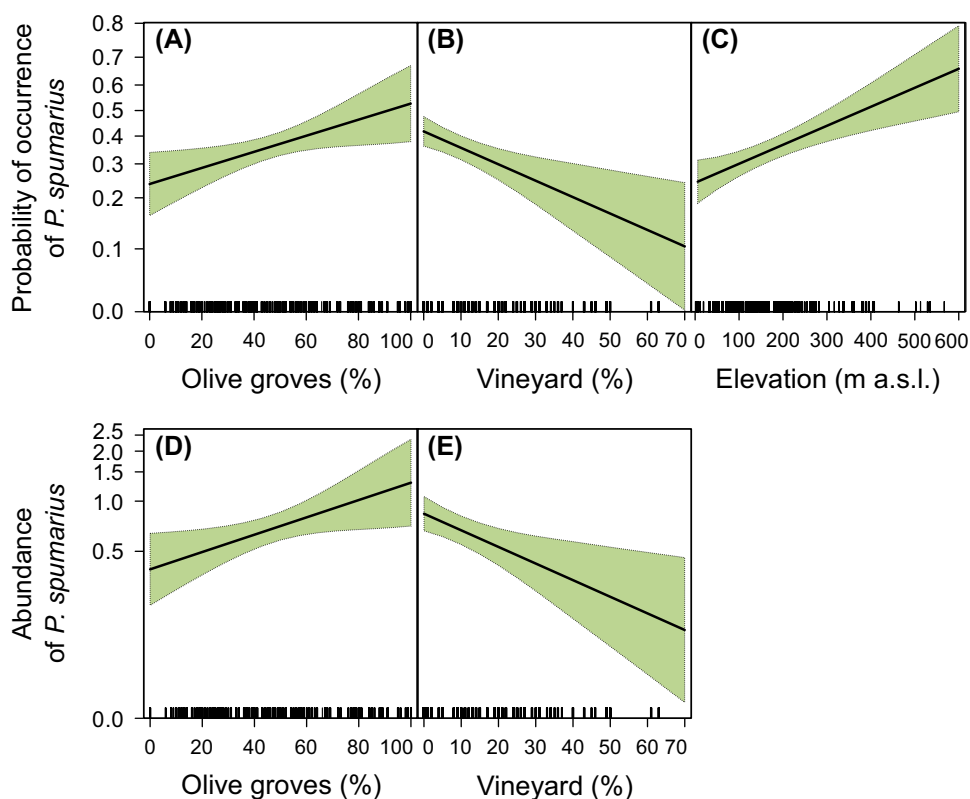 Probability of occurrence
of P. spumarius
0.8
0.7
0.6
0.5
0.4
0.3
0.2
0.1
0.0
(A)
0 20 40 60 80 100
Olive groves (%)
(B)
0 10 20 30 40 50 60 70
Vineyard (%)
(C)
0 100 200 300 400 500 600
Elevation (m a.s.l.)
Abundance
of P. spumarius
2.5
2.0
1.5
1.0
0.5
0.0
(D)
0 20 40 60 80 100
Olive groves (%)
(E)
0 10 20 30 40 50 60 70
Vineyard (%)